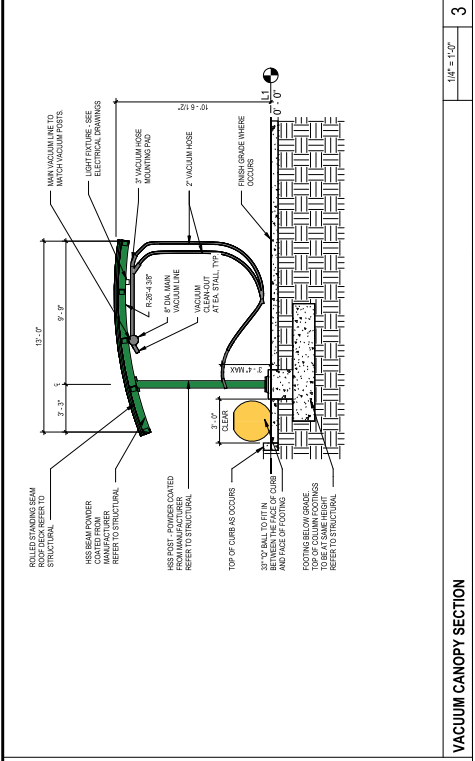 ROLLED STANDING SEAM
ROOF DECK REFER TO
STRUCTURAL
HSS BEAM POWDER
COATED FROM
MANUFACTURER
REFER TO STRUCTURAL
HSS POST - POWDER COATED
FROM MANUFACTURER
REFER TO STRUCTURAL
TOP OF CURB AS OCCURS
33" "O" BALL TO FIT IN
BETWEEN THE FACE OF CURB
AND FACE OF FOOTING
FOOTING BELOW GRADE.
TOP OF COLUMN FOOTINGS
TO BE AT SAME HEIGHT
REFER TO STRUCTURAL
13' - 0"
3' - 3"
9' - 9"
R-26'-4 3/8"
8" DIA. MAIN
VACUUM LINE
VACUUM
CLEAN-OUT
AT EA. STALL, TYP.
3' - 0"
CLEAR
3' - 4" MAX
MAIN VACUUM LINE TO
MATCH VACUUM POSTS.
LIGHT FIXTURE - SEE
ELECTRICAL DRAWINGS
3" VACUUM HOSE
MOUNTING PAD
2" VACUUM HOSE
FINISH GRADE WHERE
OCCURS
10' - 6 1/2"
L1
0' - 0"
VACUUM CANOPY SECTION
1/4" = 1'-0"
3